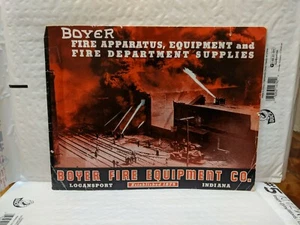 BOYER
FIRE APPARATUS, EQUIPMENT and
FIRE DEPARTMENT SUPPLIES
BOYER FIRE EQUIPMENT CO.
LOGANSPORT INDIANA